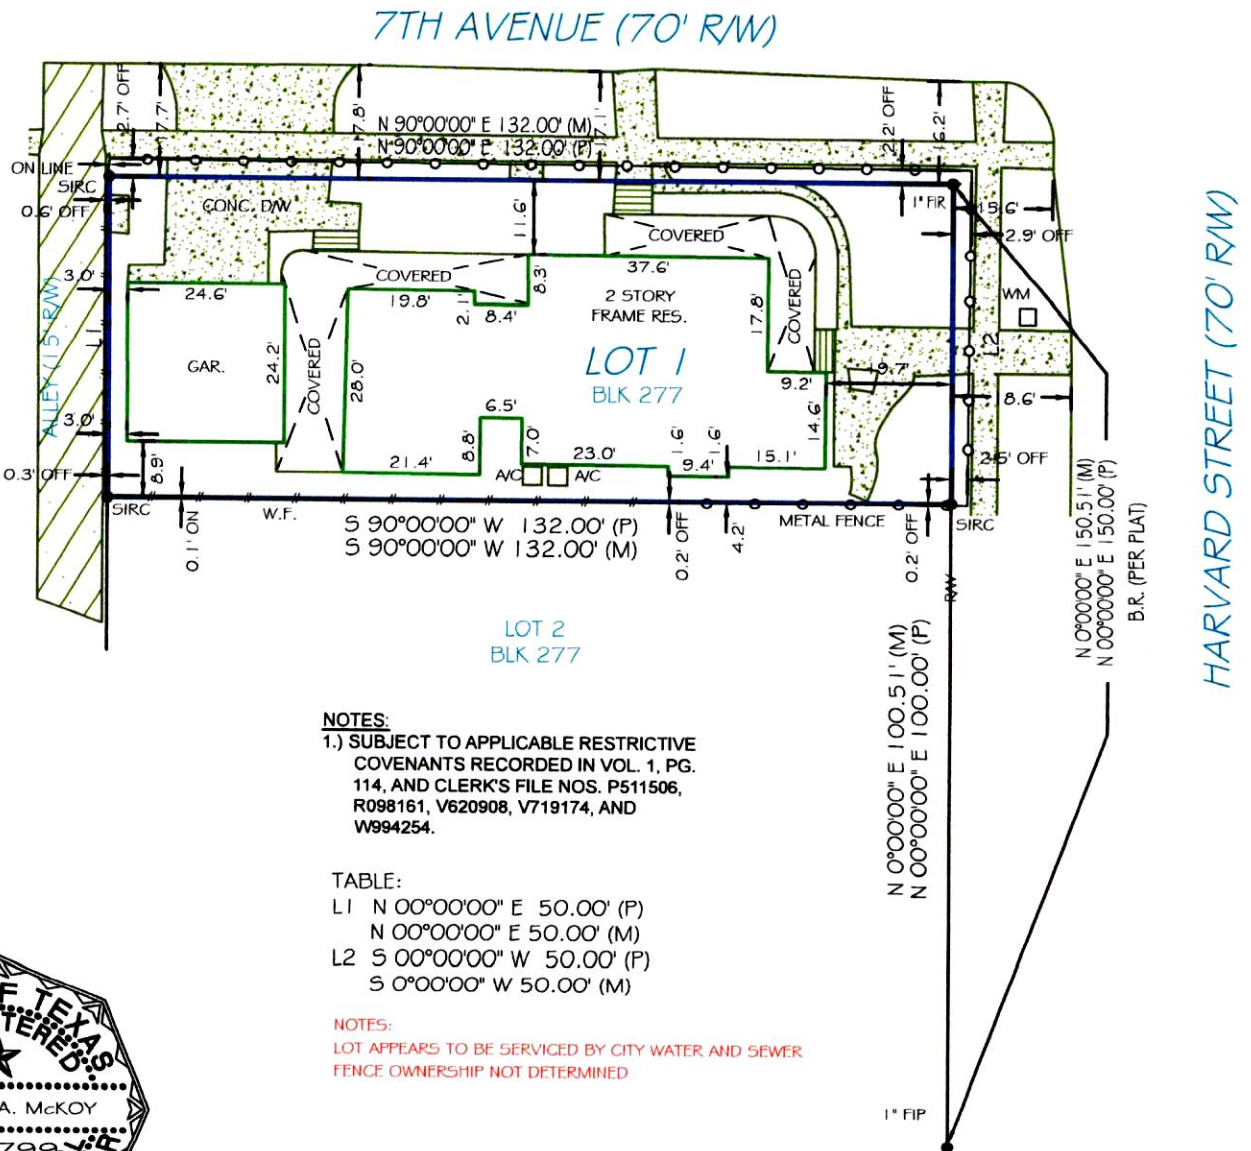 7TH AVENUE (70' R/W)
2.7' OFF
17.7'
17.8'
N 90°00'00" E 132.00' (M)
N 90°00'00" E 132.00' (P)
17.1'
2.2' OFF
16.2'
ON LINE
SIRC
0.6' OFF
CONC. D/W
11.6'
1" FIR
15.6'
2.9' OFF
COVERED
COVERED
COVERED
COVERED
3.0'
24.6'
19.8'
2.1'
8.4'
8.3'
37.6'
2 STORY
FRAME RES.
17.8'
WM
ALLEY (15' R/W)
L1
GAR.
24.2'
28.0'
LOT 1
BLK 277
9.2'
19.7'
L2
8.6'
3.0'
6.5'
8.8'
7.0'
23.0'
1.6'
1.6'
9.4'
15.1'
14.6'
0.3' OFF
8.9'
21.4'
A/C
A/C
2.5' OFF
SIRC
W.F.
METAL FENCE
SIRC
0.1' ON
S 90°00'00" W 132.00' (P)
S 90°00'00" W 132.00' (M)
0.2' OFF
4.2'
0.2' OFF
R/W
HARVARD STREET (70' R/W)
N 0°00'00" E 150.51' (M)
N 00°00'00" E 150.00' (P)
B.R. (PER PLAT)
LOT 2
BLK 277
N 0°00'00" E 100.51' (M)
N 00°00'00" E 100.00' (P)
NOTES:
1.) SUBJECT TO APPLICABLE RESTRICTIVE
COVENANTS RECORDED IN VOL. 1, PG.
114, AND CLERK'S FILE NOS. P511506,
R098161, V620908, V719174, AND
W994254.
TABLE:
L1 N 00°00'00" E 50.00' (P)
N 00°00'00" E 50.00' (M)
L2 S 00°00'00" W 50.00' (P)
S 0°00'00" W 50.00' (M)
NOTES:
LOT APPEARS TO BE SERVICED BY CITY WATER AND SEWER
FENCE OWNERSHIP NOT DETERMINED
1" FIP
F TEXAS
TERED
A. McKOY
799